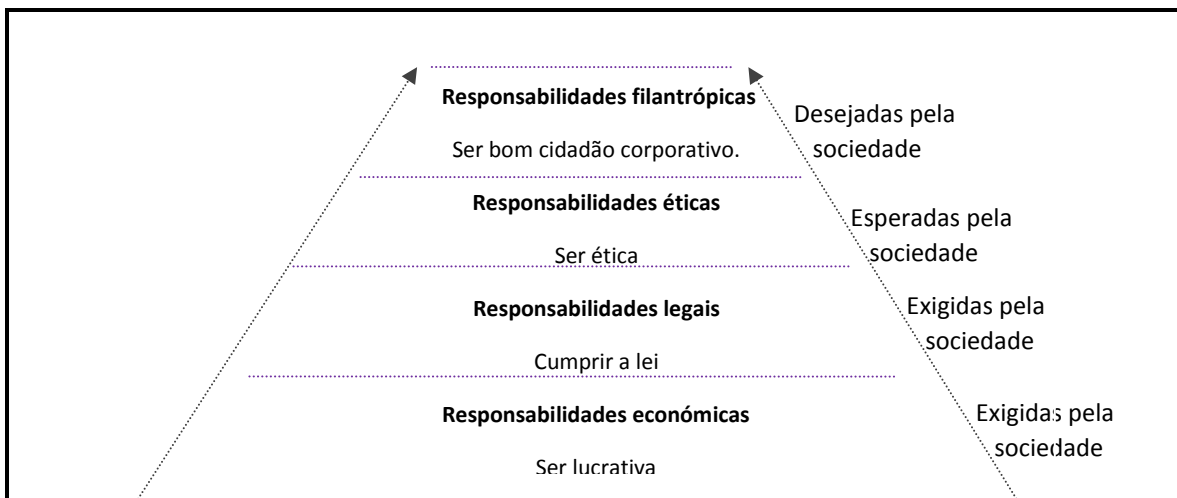 Responsabilidades filantrópicas
Desejadas pela
sociedade
Ser bom cidadão corporativo.
Responsabilidades éticas
Esperadas pela
sociedade
Ser ética
Responsabilidades legais
Exigidas pela
sociedade
Cumprir a lei
Responsabilidades económicas
Exigidas pela
sociedade
Ser lucrativa